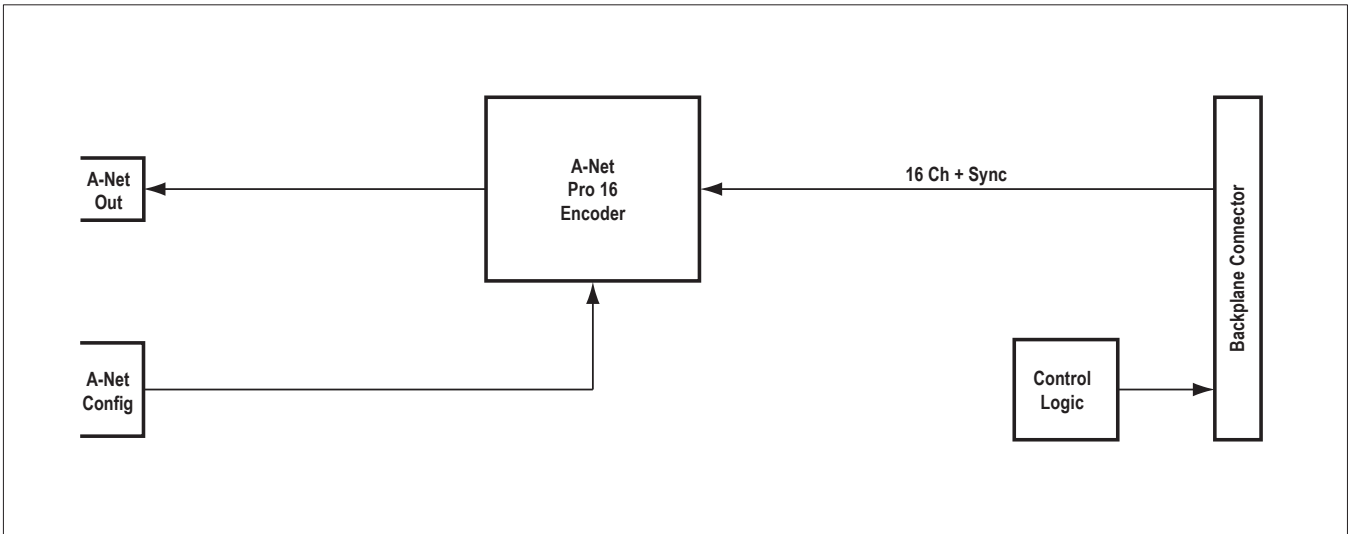 A-Net
Out
A-Net
Pro 16
Encoder
16 Ch + Sync
Backplane Connector
A-Net
Config
Control
Logic